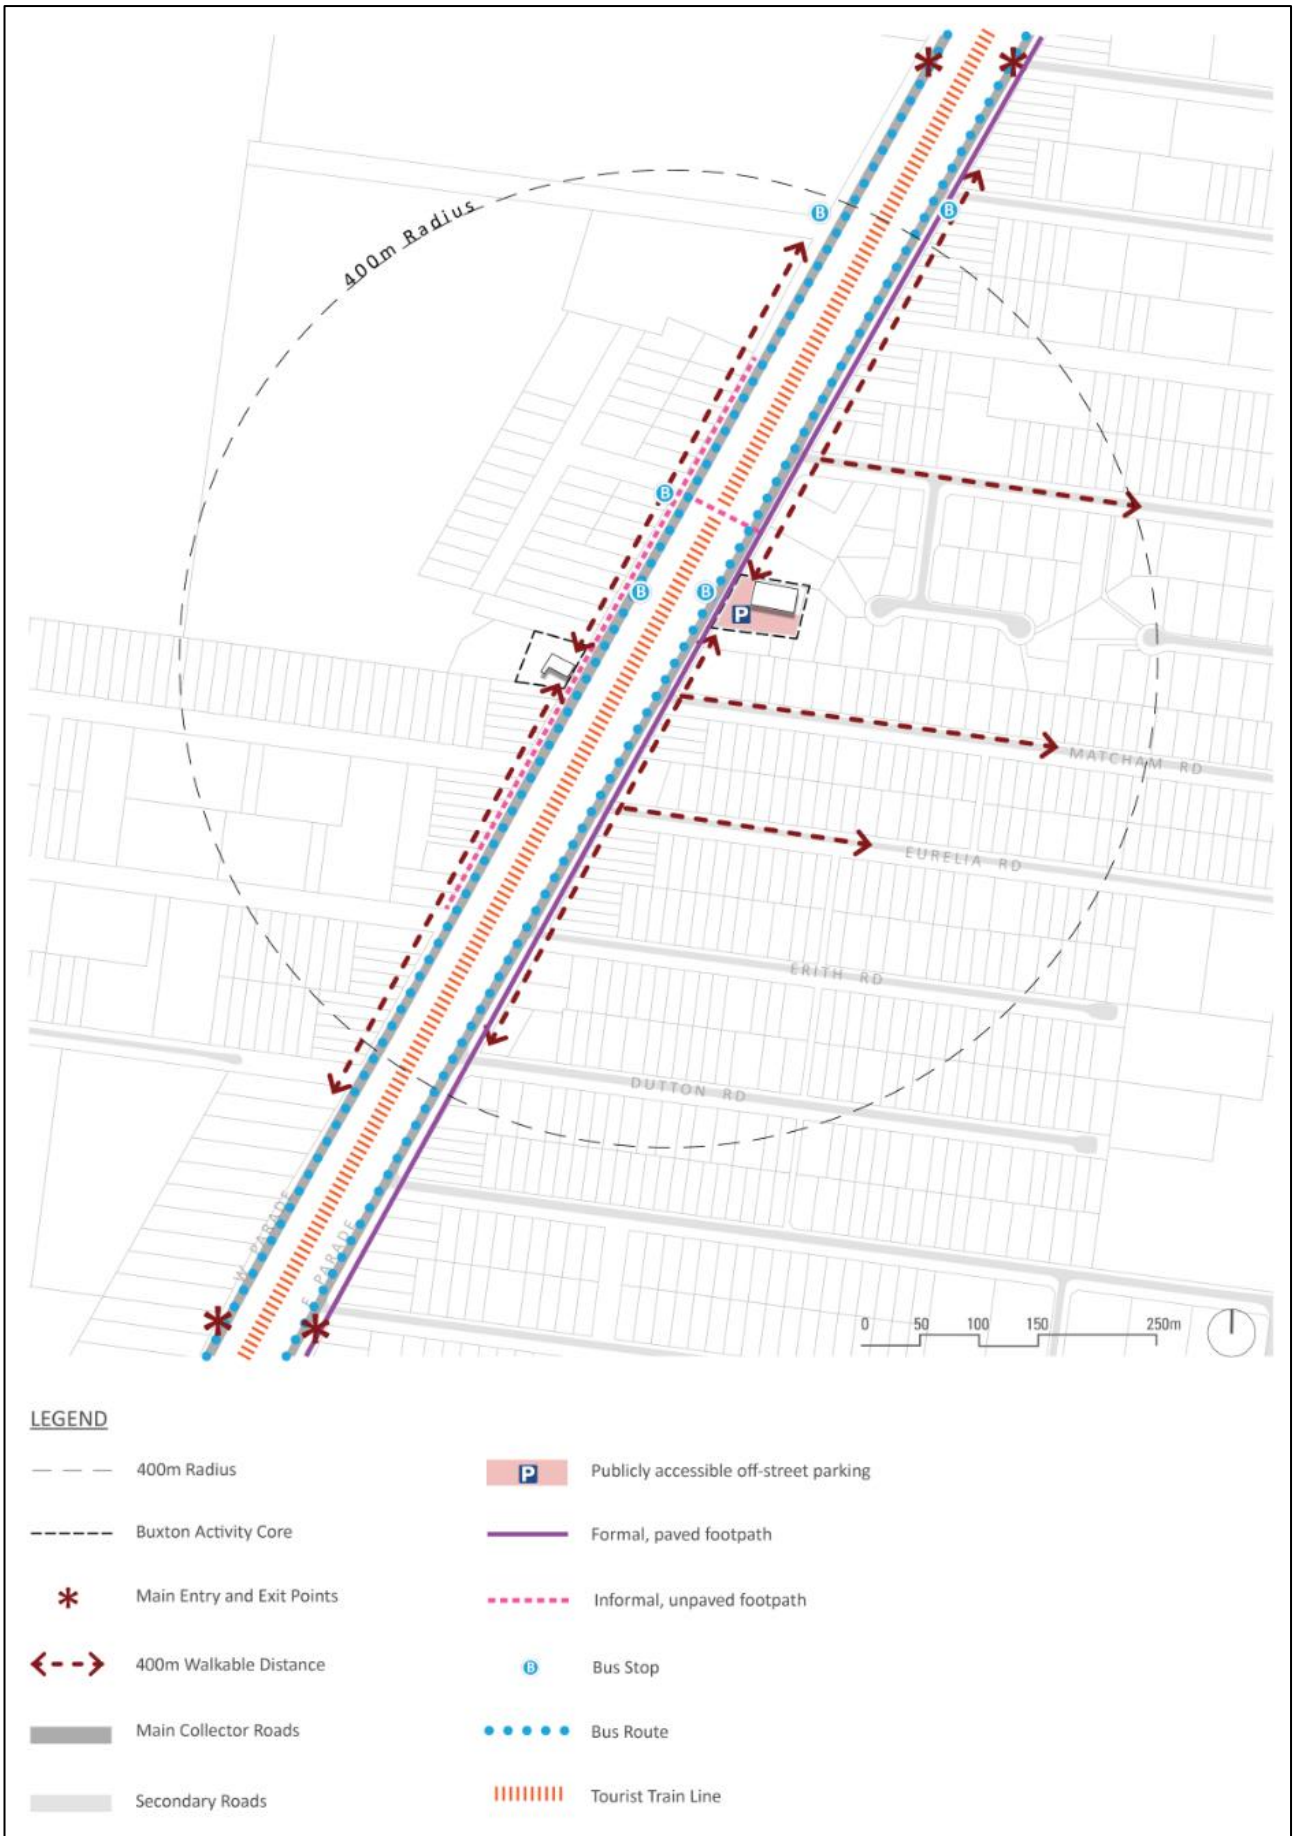 400m Radius
B
B
B
B
B
P
MATCHAM RD
EURELIA RD
ERITH RD
DUTTON RD
W PARADE
E PARADE
0 50 100 150 250m
LEGEND
400m Radius
Buxton Activity Core
Main Entry and Exit Points
400m Walkable Distance
Main Collector Roads
Secondary Roads
P Publicly accessible off-street parking
Formal, paved footpath
Informal, unpaved footpath
B Bus Stop
Bus Route
Tourist Train Line